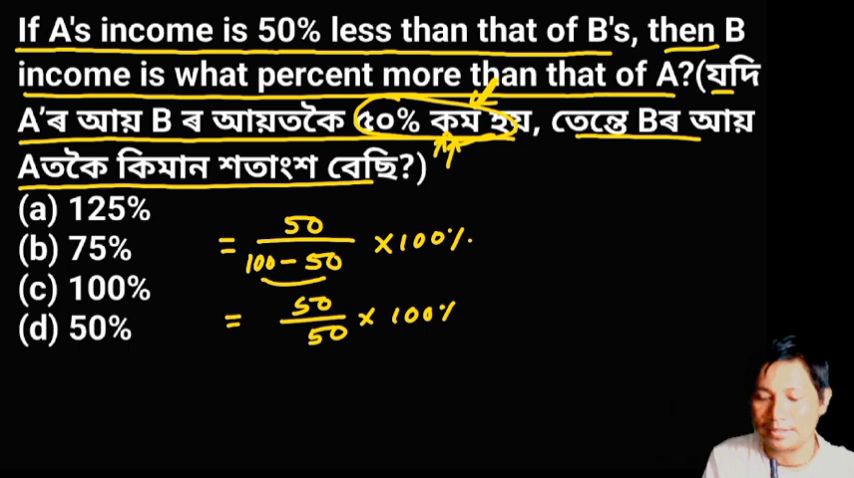 If A's income is 50% less than that of B's, then B
income is what percent more than that of A?(যদি
A'ৰ আয় B ৰ আয়তকৈ ৫০% কম হয়, তেন্তে Bৰ আয়
Aতকৈ কিমান শতাংশ বেছি?)
(a) 125%
(b) 75%
(c) 100%
(d) 50%
= 50 / 100 - 50 × 100%.
= 50 / 50 × 100%